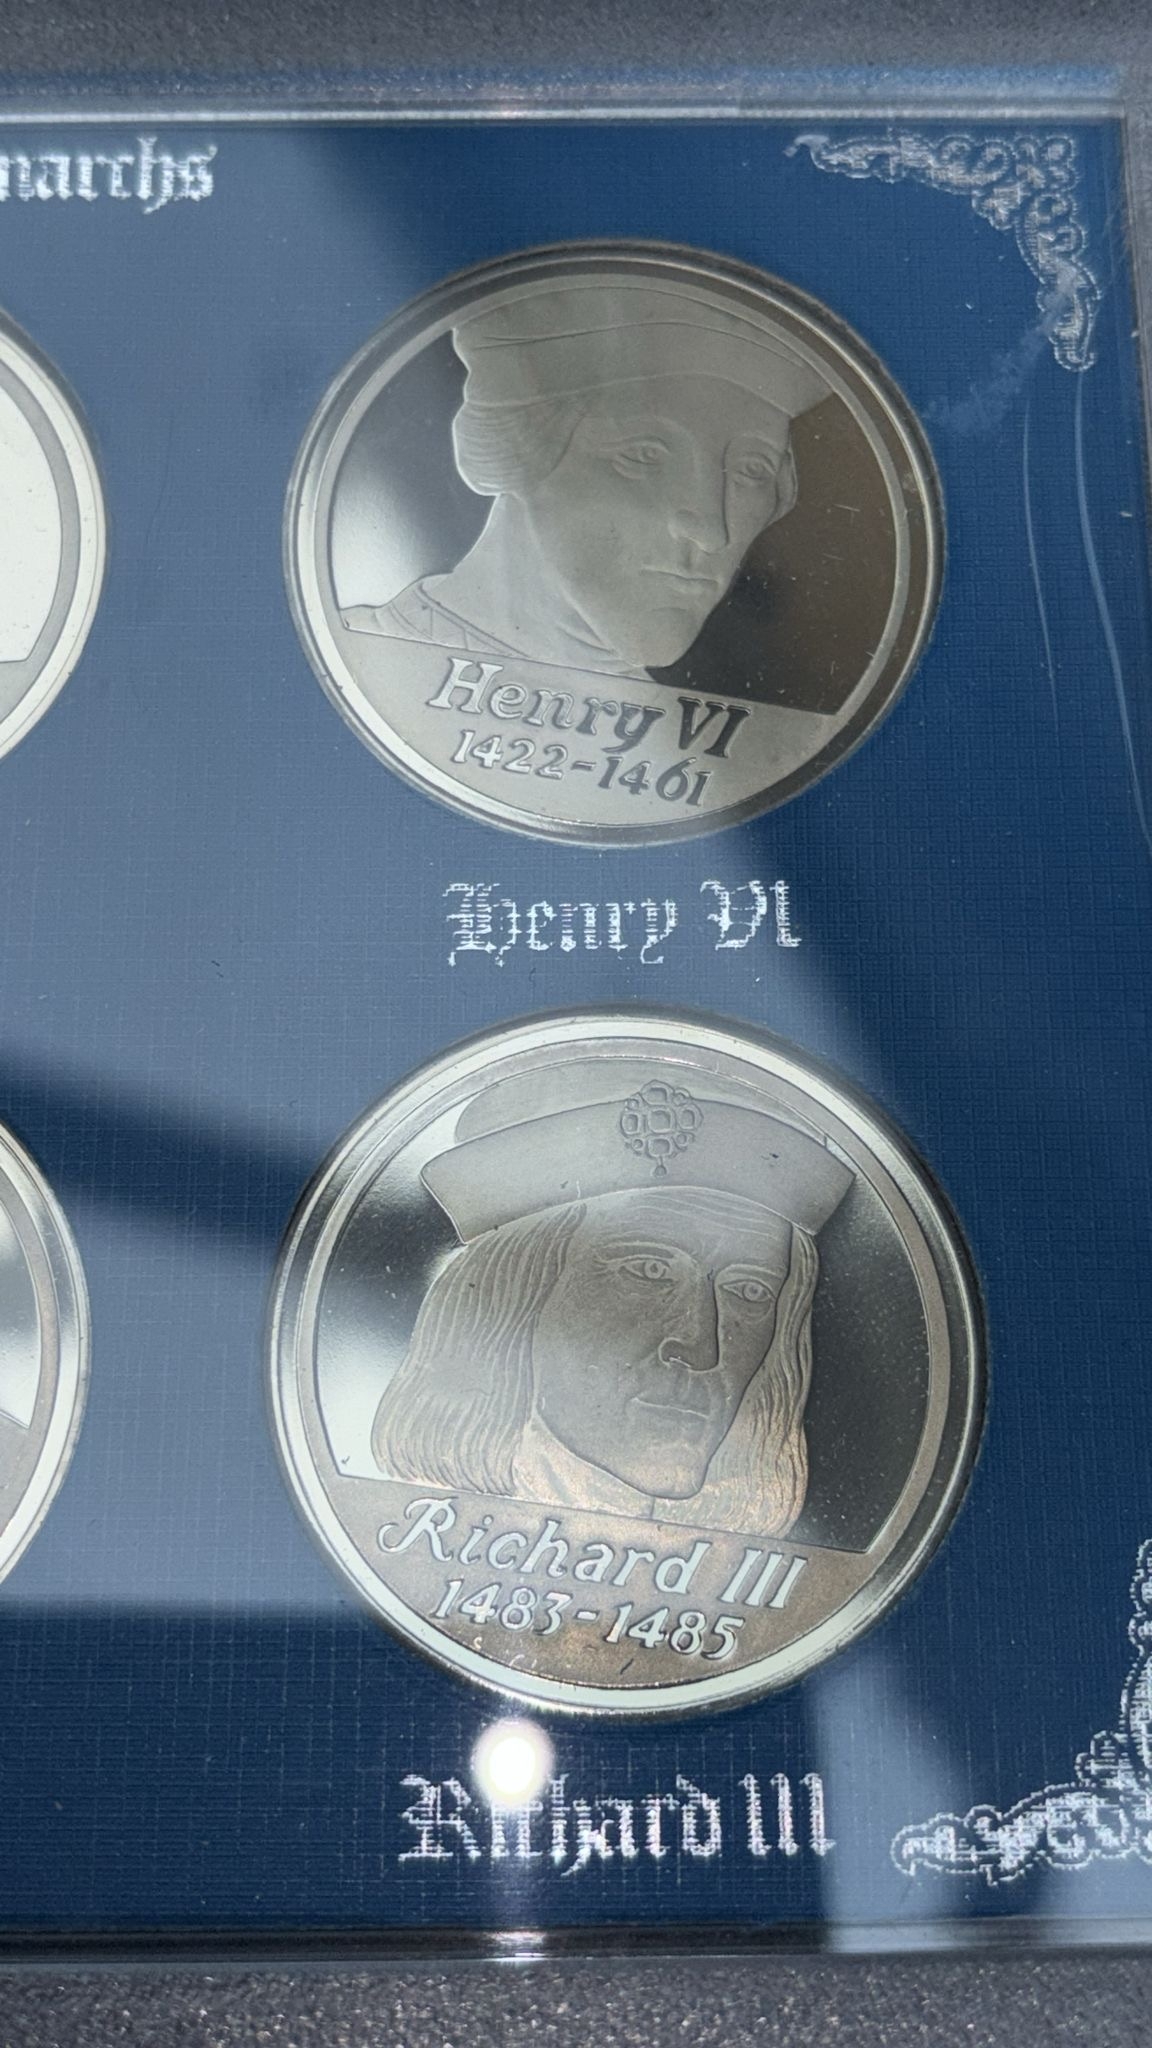 narchs
Henry VI
1422-1461
Henry VI
Richard III
1483-1485
Richard III